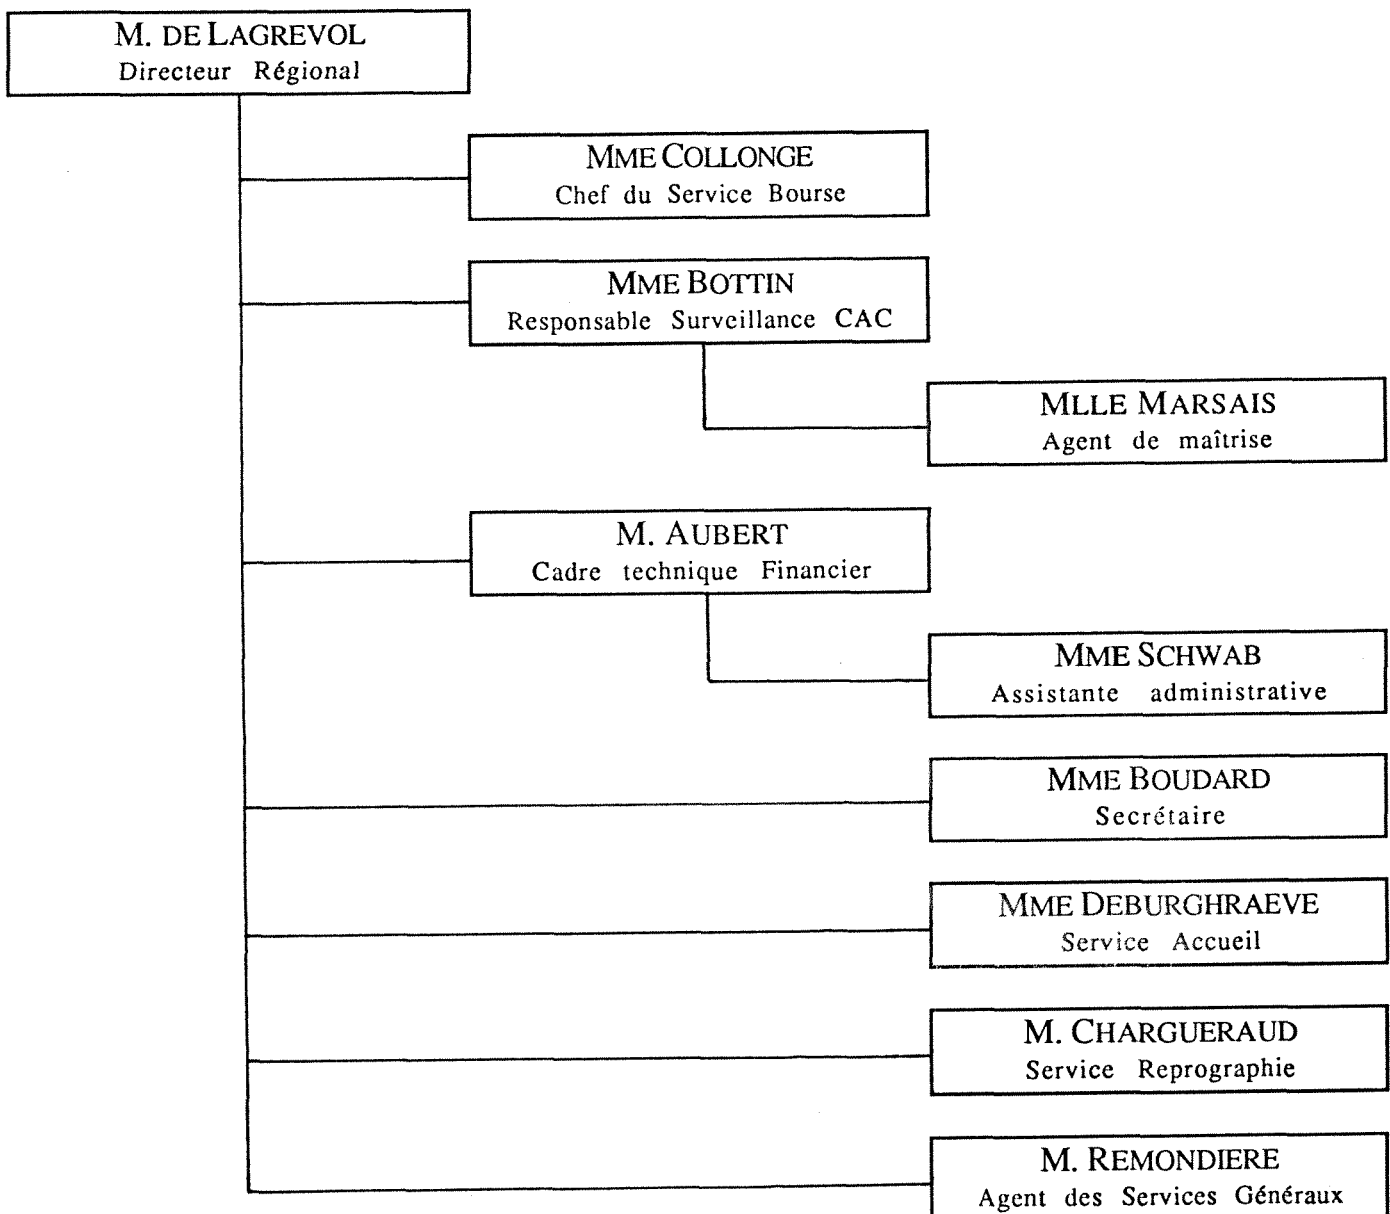 M. DE LAGREVOL
Directeur Régional
MME COLLONGE
Chef du Service Bourse
MME BOTTIN
Responsable Surveillance CAC
MLLE MARSAIS
Agent de maîtrise
M. AUBERT
Cadre technique Financier
MME SCHWAB
Assistante administrative
MME BOUDARD
Secrétaire
MME DEBURGHRAEVE
Service Accueil
M. CHARGUERAUD
Service Reprographie
M. REMONDIERE
Agent des Services Généraux